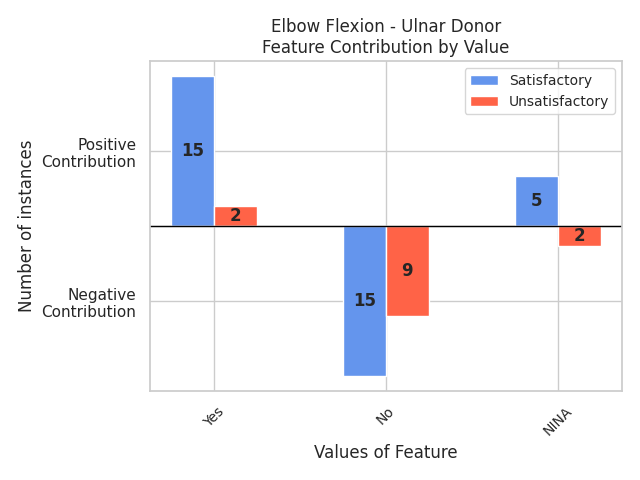 Elbow Flexion - Ulnar Donor
Feature Contribution by Value
Satisfactory
Unsatisfactory
Number of instances
Positive
Contribution
Negative
Contribution
15
2
15
9
5
2
Yes
No
NINA
Values of Feature